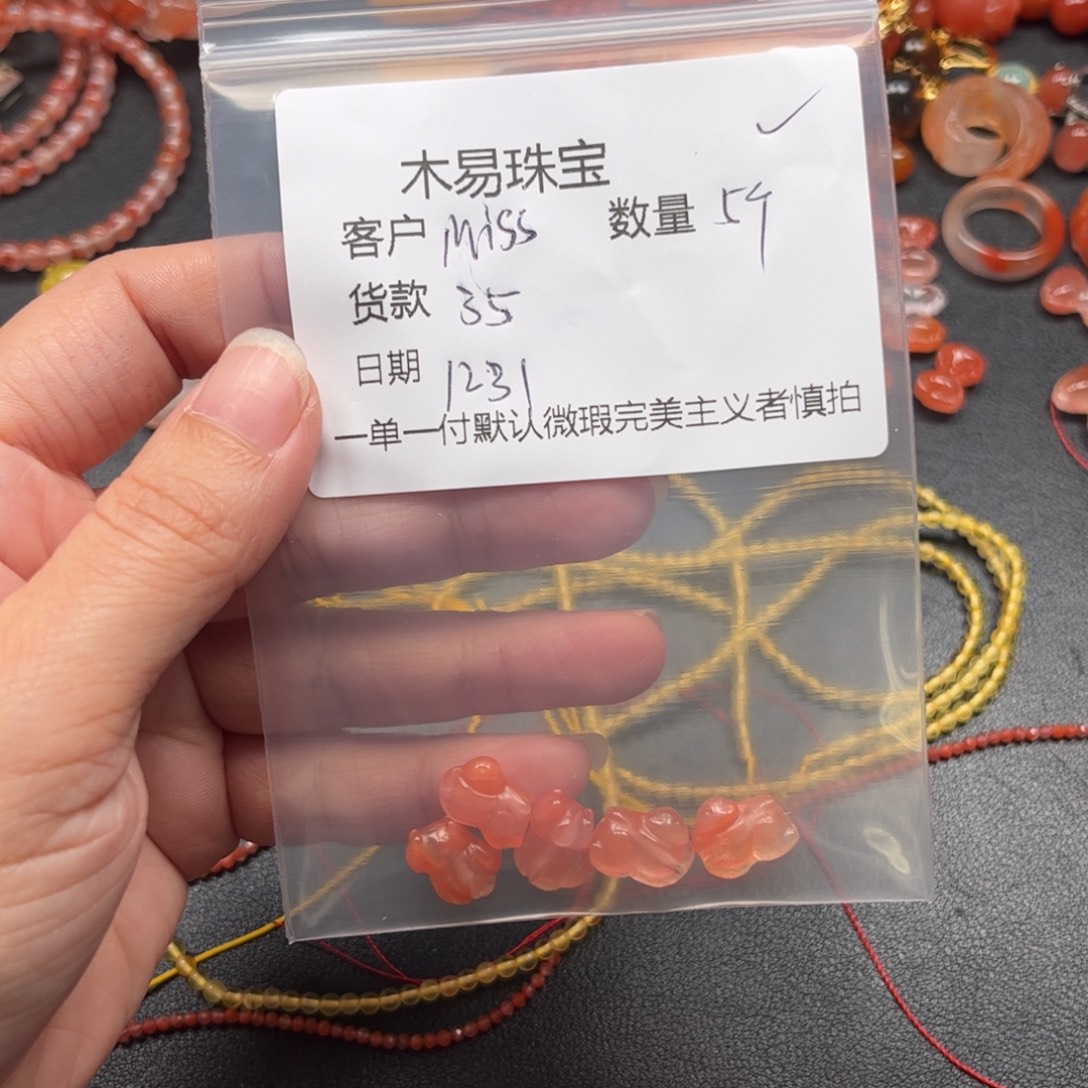 木易珠宝
客户 Miss 数量 5个
货款 35
日期 1231
一单一付默认微瑕完美主义者慎拍